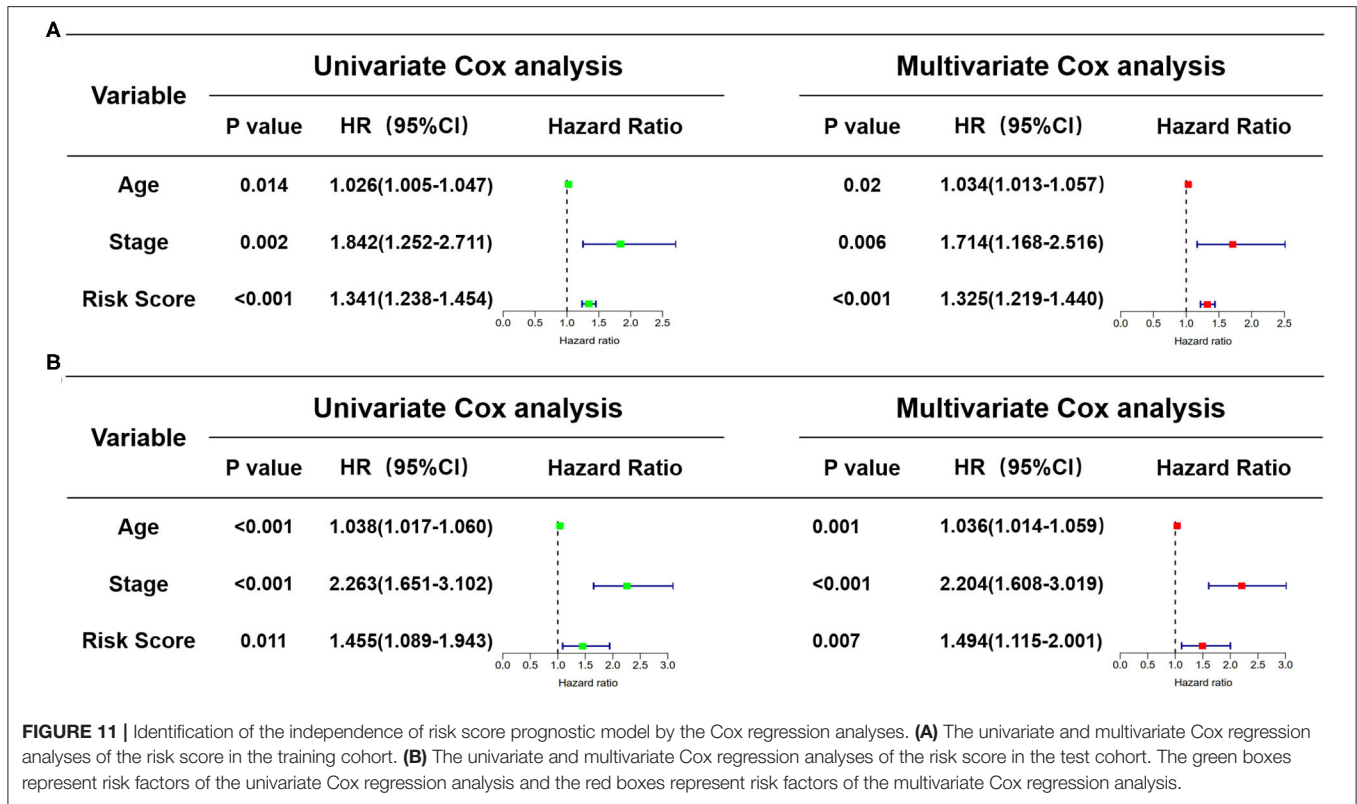 A
Univariate Cox analysis Multivariate Cox analysis
Variable
P value HR (95%CI) Hazard Ratio P value HR (95%CI) Hazard Ratio
Age 0.014 1.026(1.005-1.047) 0.02 1.034(1.013-1.057)
Stage 0.002 1.842(1.252-2.711) 0.006 1.714(1.168-2.516)
Risk Score <0.001 1.341(1.238-1.454) <0.001 1.325(1.219-1.440)
0.0 0.5 1.0 1.5 2.0 2.5 0.0 0.5 1.0 1.5 2.0 2.5
Hazard ratio Hazard ratio
B
Univariate Cox analysis Multivariate Cox analysis
Variable
P value HR (95%CI) Hazard Ratio P value HR (95%CI) Hazard Ratio
Age <0.001 1.038(1.017-1.060) 0.001 1.036(1.014-1.059)
Stage <0.001 2.263(1.651-3.102) <0.001 2.204(1.608-3.019)
Risk Score 0.011 1.455(1.089-1.943) 0.007 1.494(1.115-2.001)
0.0 0.5 1.0 1.5 2.0 2.5 3.0 0.0 0.5 1.0 1.5 2.0 2.5 3.0
Hazard ratio Hazard ratio
FIGURE 11 | Identification of the independence of risk score prognostic model by the Cox regression analyses. (A) The univariate and multivariate Cox regression
analyses of the risk score in the training cohort. (B) The univariate and multivariate Cox regression analyses of the risk score in the test cohort. The green boxes
represent risk factors of the univariate Cox regression analysis and the red boxes represent risk factors of the multivariate Cox regression analysis.